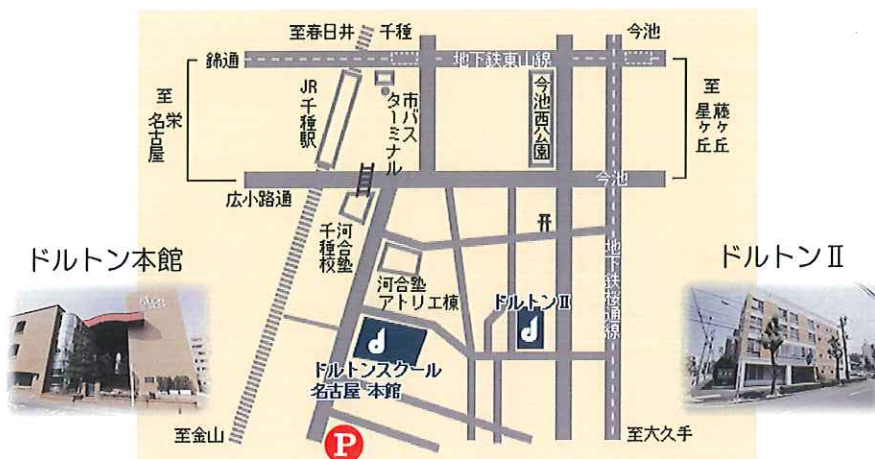 至春日井
千種
今池
錦通
地下鉄東山線
至
栄
名古屋
JR
千種駅
市バス
ターミナル
今池西公園
至
藤ヶ丘
星ヶ丘
広小路通
今池
河合塾
千種校
河合塾
アトリエ棟
地下鉄桜通線
ドルトン本館
ドルトンⅡ
ドルトンⅡ
ドルトンスクール
名古屋 本館
至金山
P
至大久手